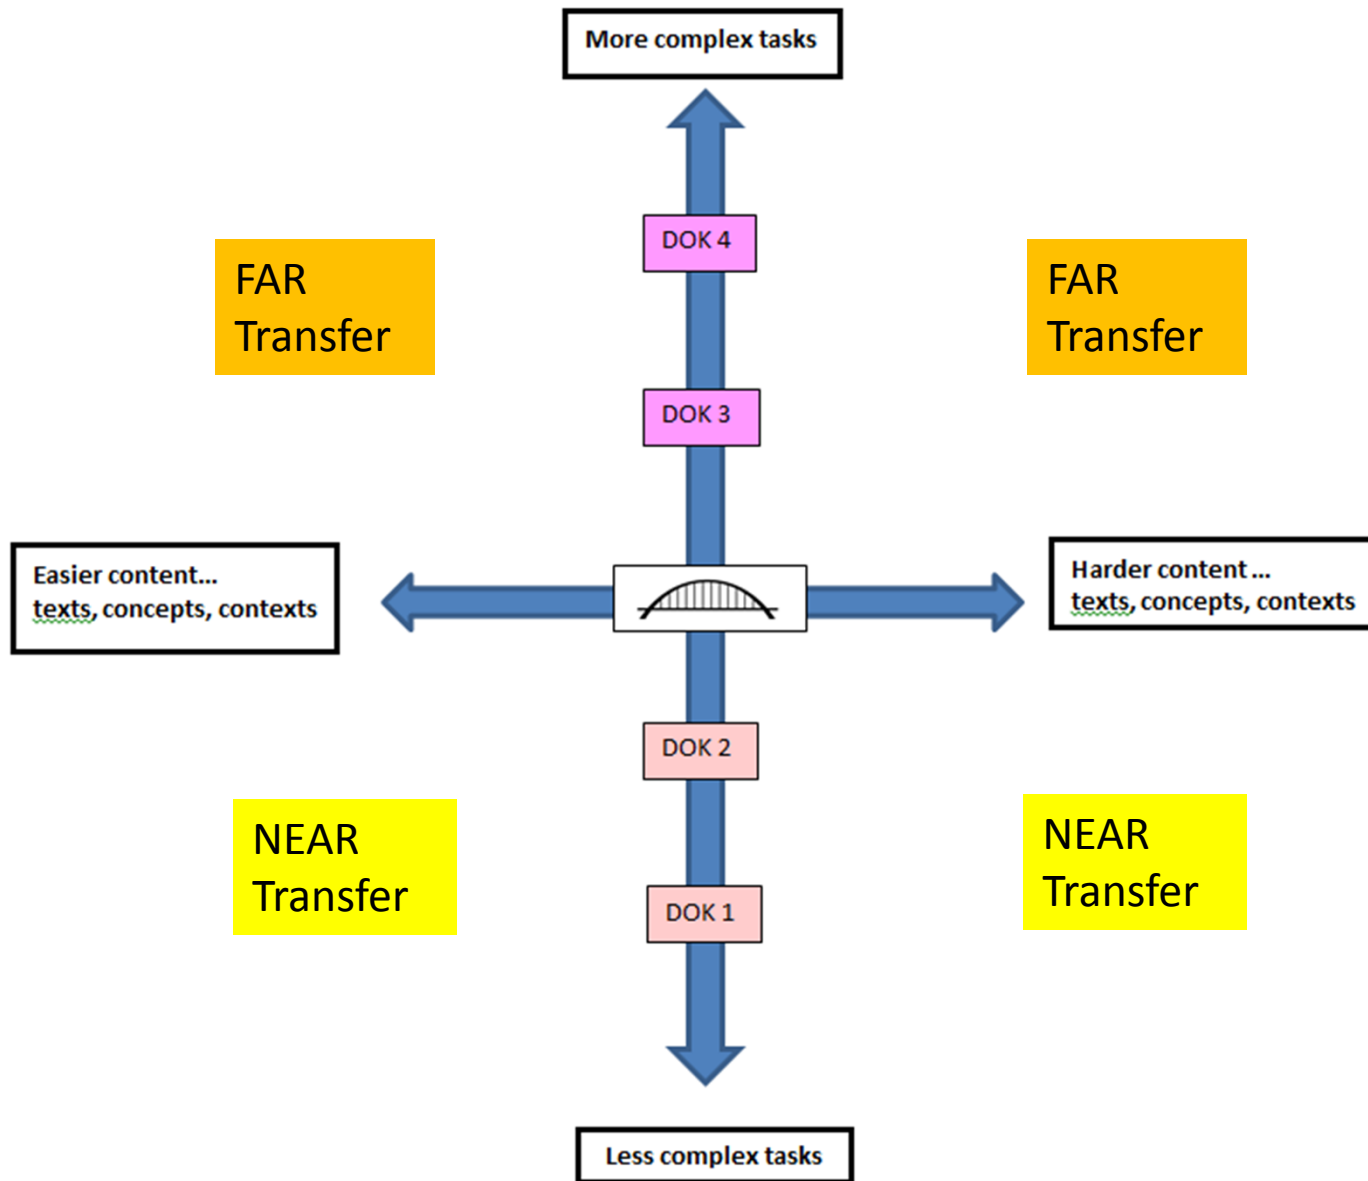 More complex tasks
DOK 4
FAR
Transfer
FAR
Transfer
DOK 3
Easier content...
texts, concepts, contexts
Harder content ...
texts, concepts, contexts
DOK 2
NEAR
Transfer
NEAR
Transfer
DOK 1
Less complex tasks